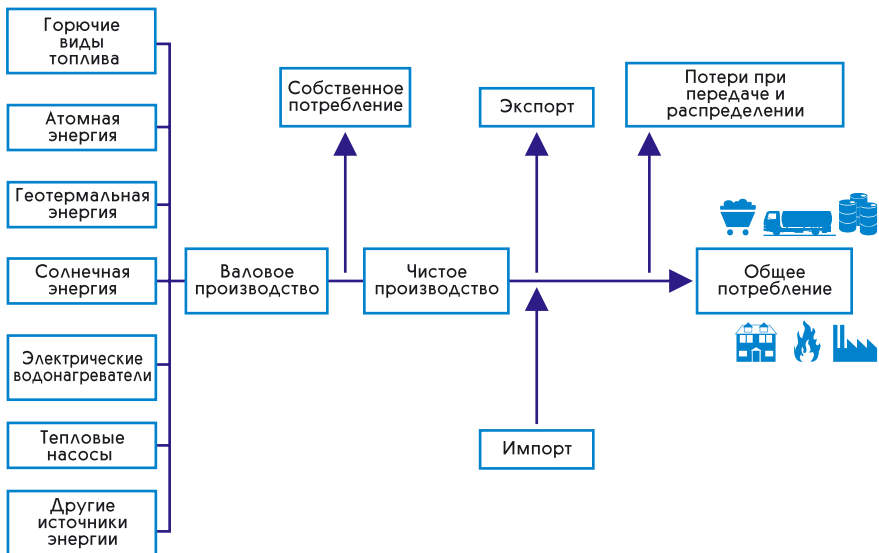 Горючие
виды
топлива
Атомная
энергия
Геотермальная
энергия
Солнечная
энергия
Электрические
водонагреватели
Тепловые
насосы
Другие
источники
энергии
Валовое
производство
Собственное
потребление
Чистое
производство
Экспорт
Импорт
Потери при
передаче и
распределении
Общее
потребление